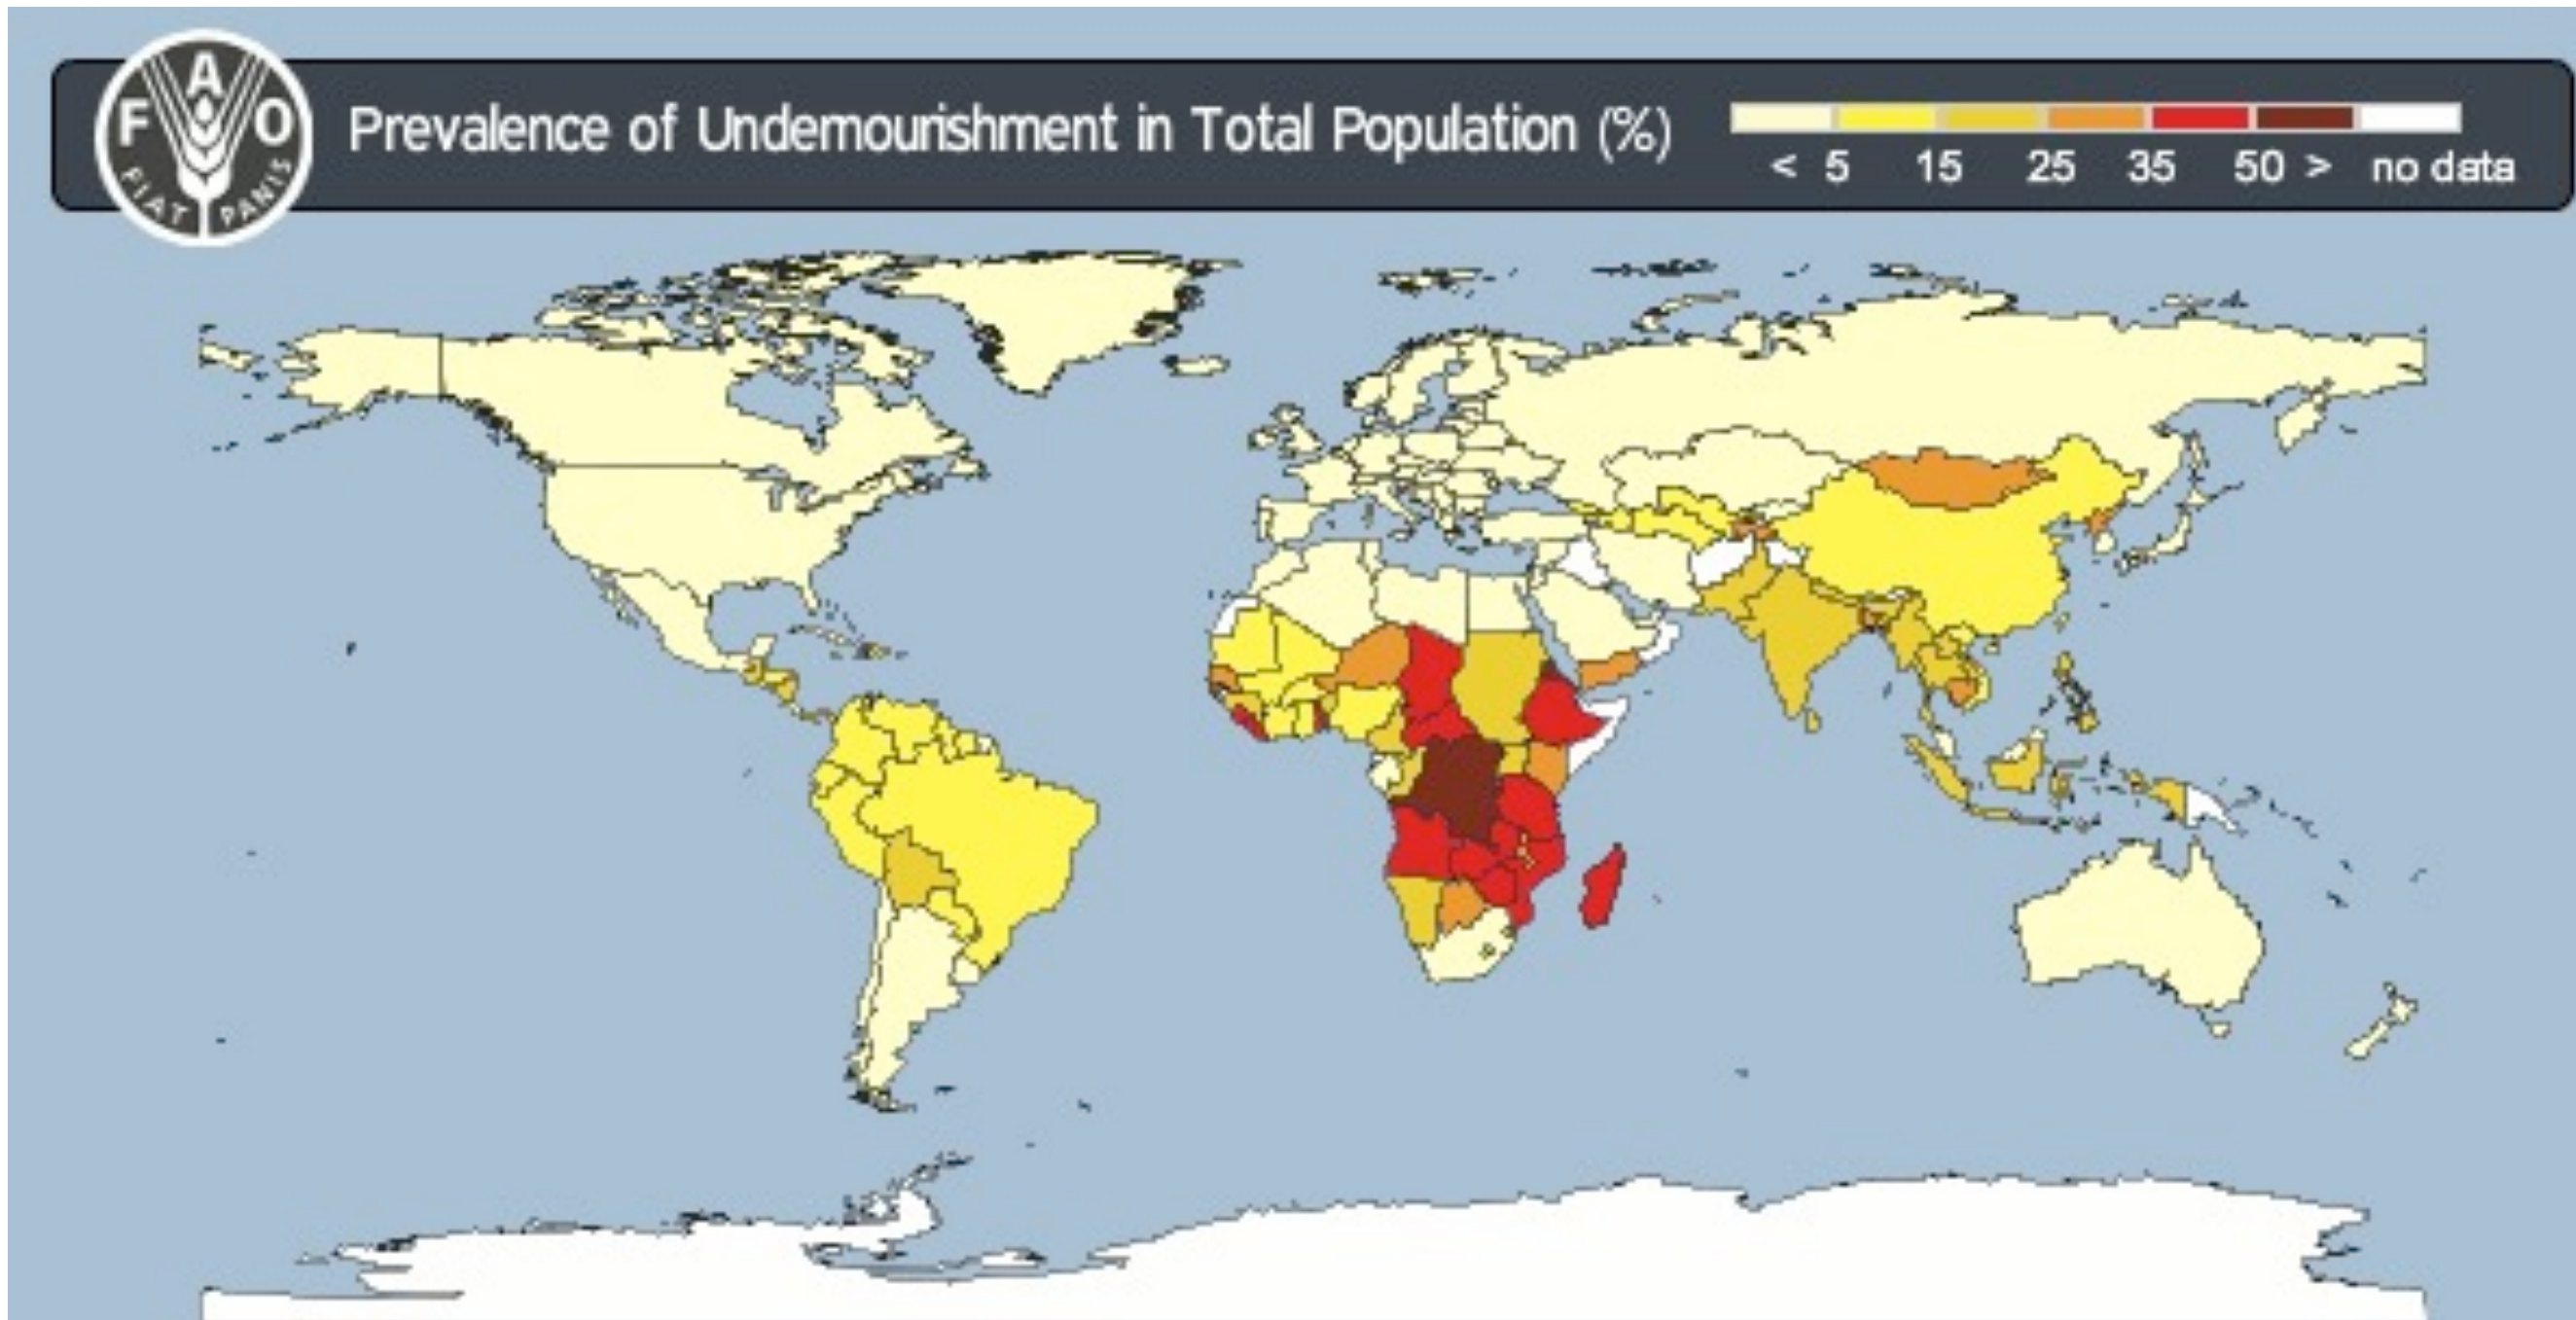 FAO
FIAT PANIS
Prevalence of Undernourishment in Total Population (%)
< 5 15 25 35 50 > no data